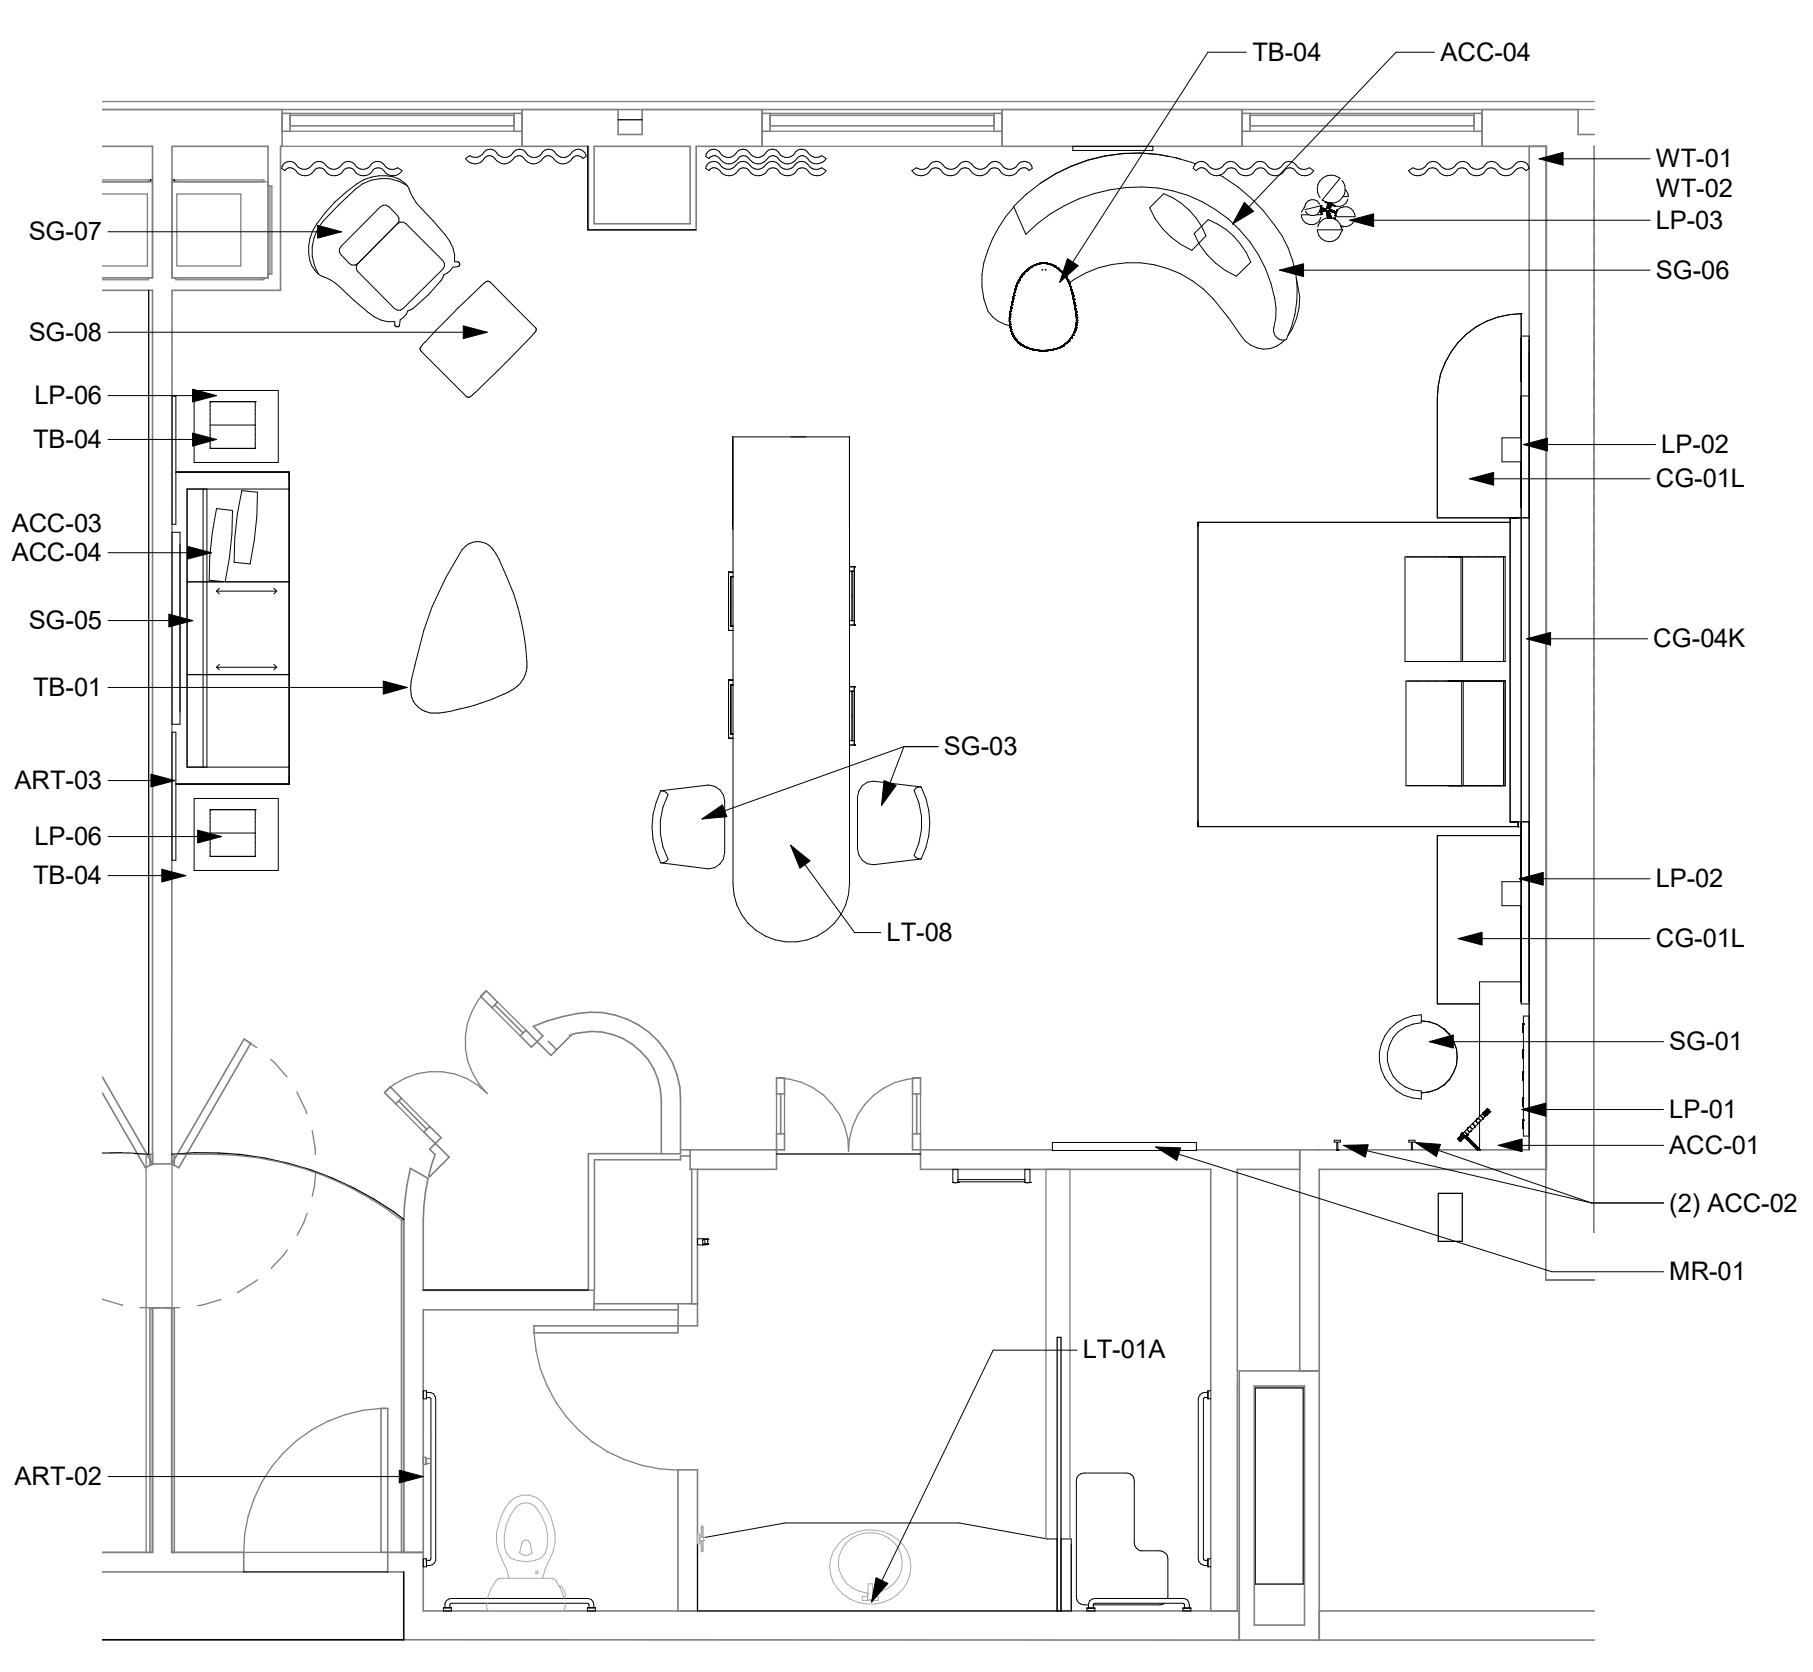 TB-04
ACC-04
WT-01
WT-02
LP-03
SG-06
SG-07
SG-08
LP-06
TB-04
LP-02
CG-01L
ACC-03
ACC-04
SG-05
CG-04K
TB-01
SG-03
ART-03
LP-06
TB-04
LP-02
LT-08
CG-01L
SG-01
LP-01
ACC-01
(2) ACC-02
MR-01
LT-01A
ART-02